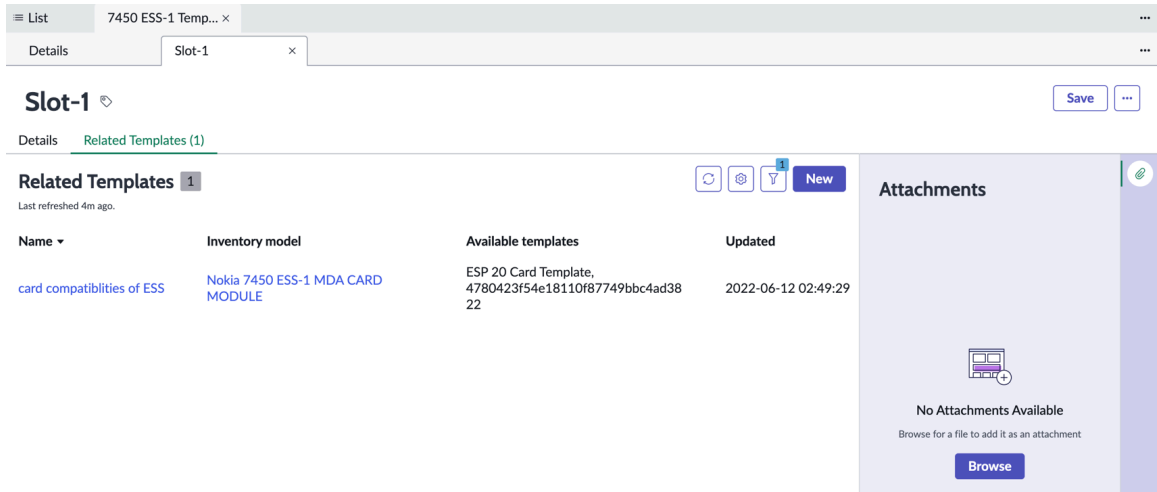 List
7450 ESS-1 Temp...
Details
Slot-1
Slot-1
Save
Details
Related Templates (1)
Related Templates 1
1
New
Last refreshed 4m ago.
Attachments
Name
Inventory model
Available templates
Updated
card compatiblities of ESS
Nokia 7450 ESS-1 MDA CARD
MODULE
ESP 20 Card Template,
4780423f54e18110f87749bbc4ad38
22
2022-06-12 02:49:29
No Attachments Available
Browse for a file to add it as an attachment
Browse